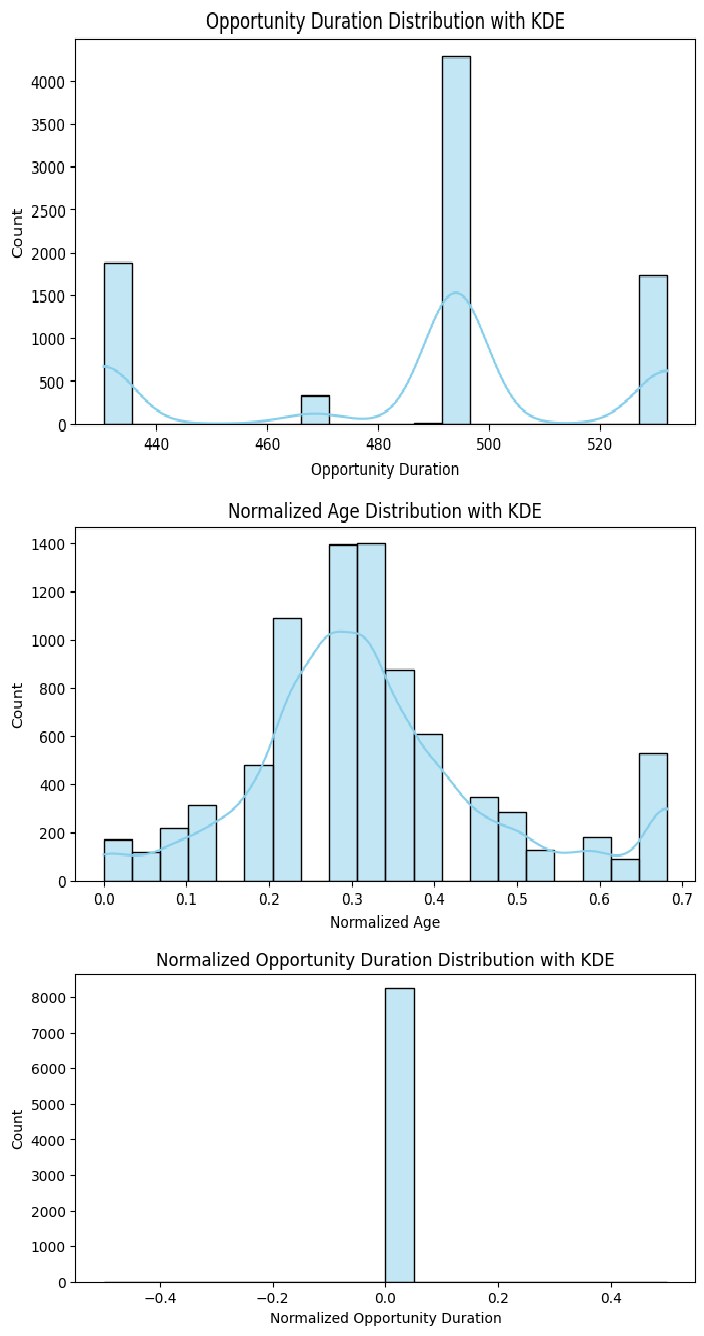 Opportunity Duration Distribution with KDE
4000
3500
3000
2500
2000
1500
1000
500
0
Count
440 460 480 500 520
Opportunity Duration
Normalized Age Distribution with KDE
1400
1200
1000
800
600
400
200
0
Count
0.0 0.1 0.2 0.3 0.4 0.5 0.6 0.7
Normalized Age
Normalized Opportunity Duration Distribution with KDE
8000
7000
6000
5000
4000
3000
2000
1000
0
Count
−0.4 −0.2 0.0 0.2 0.4
Normalized Opportunity Duration